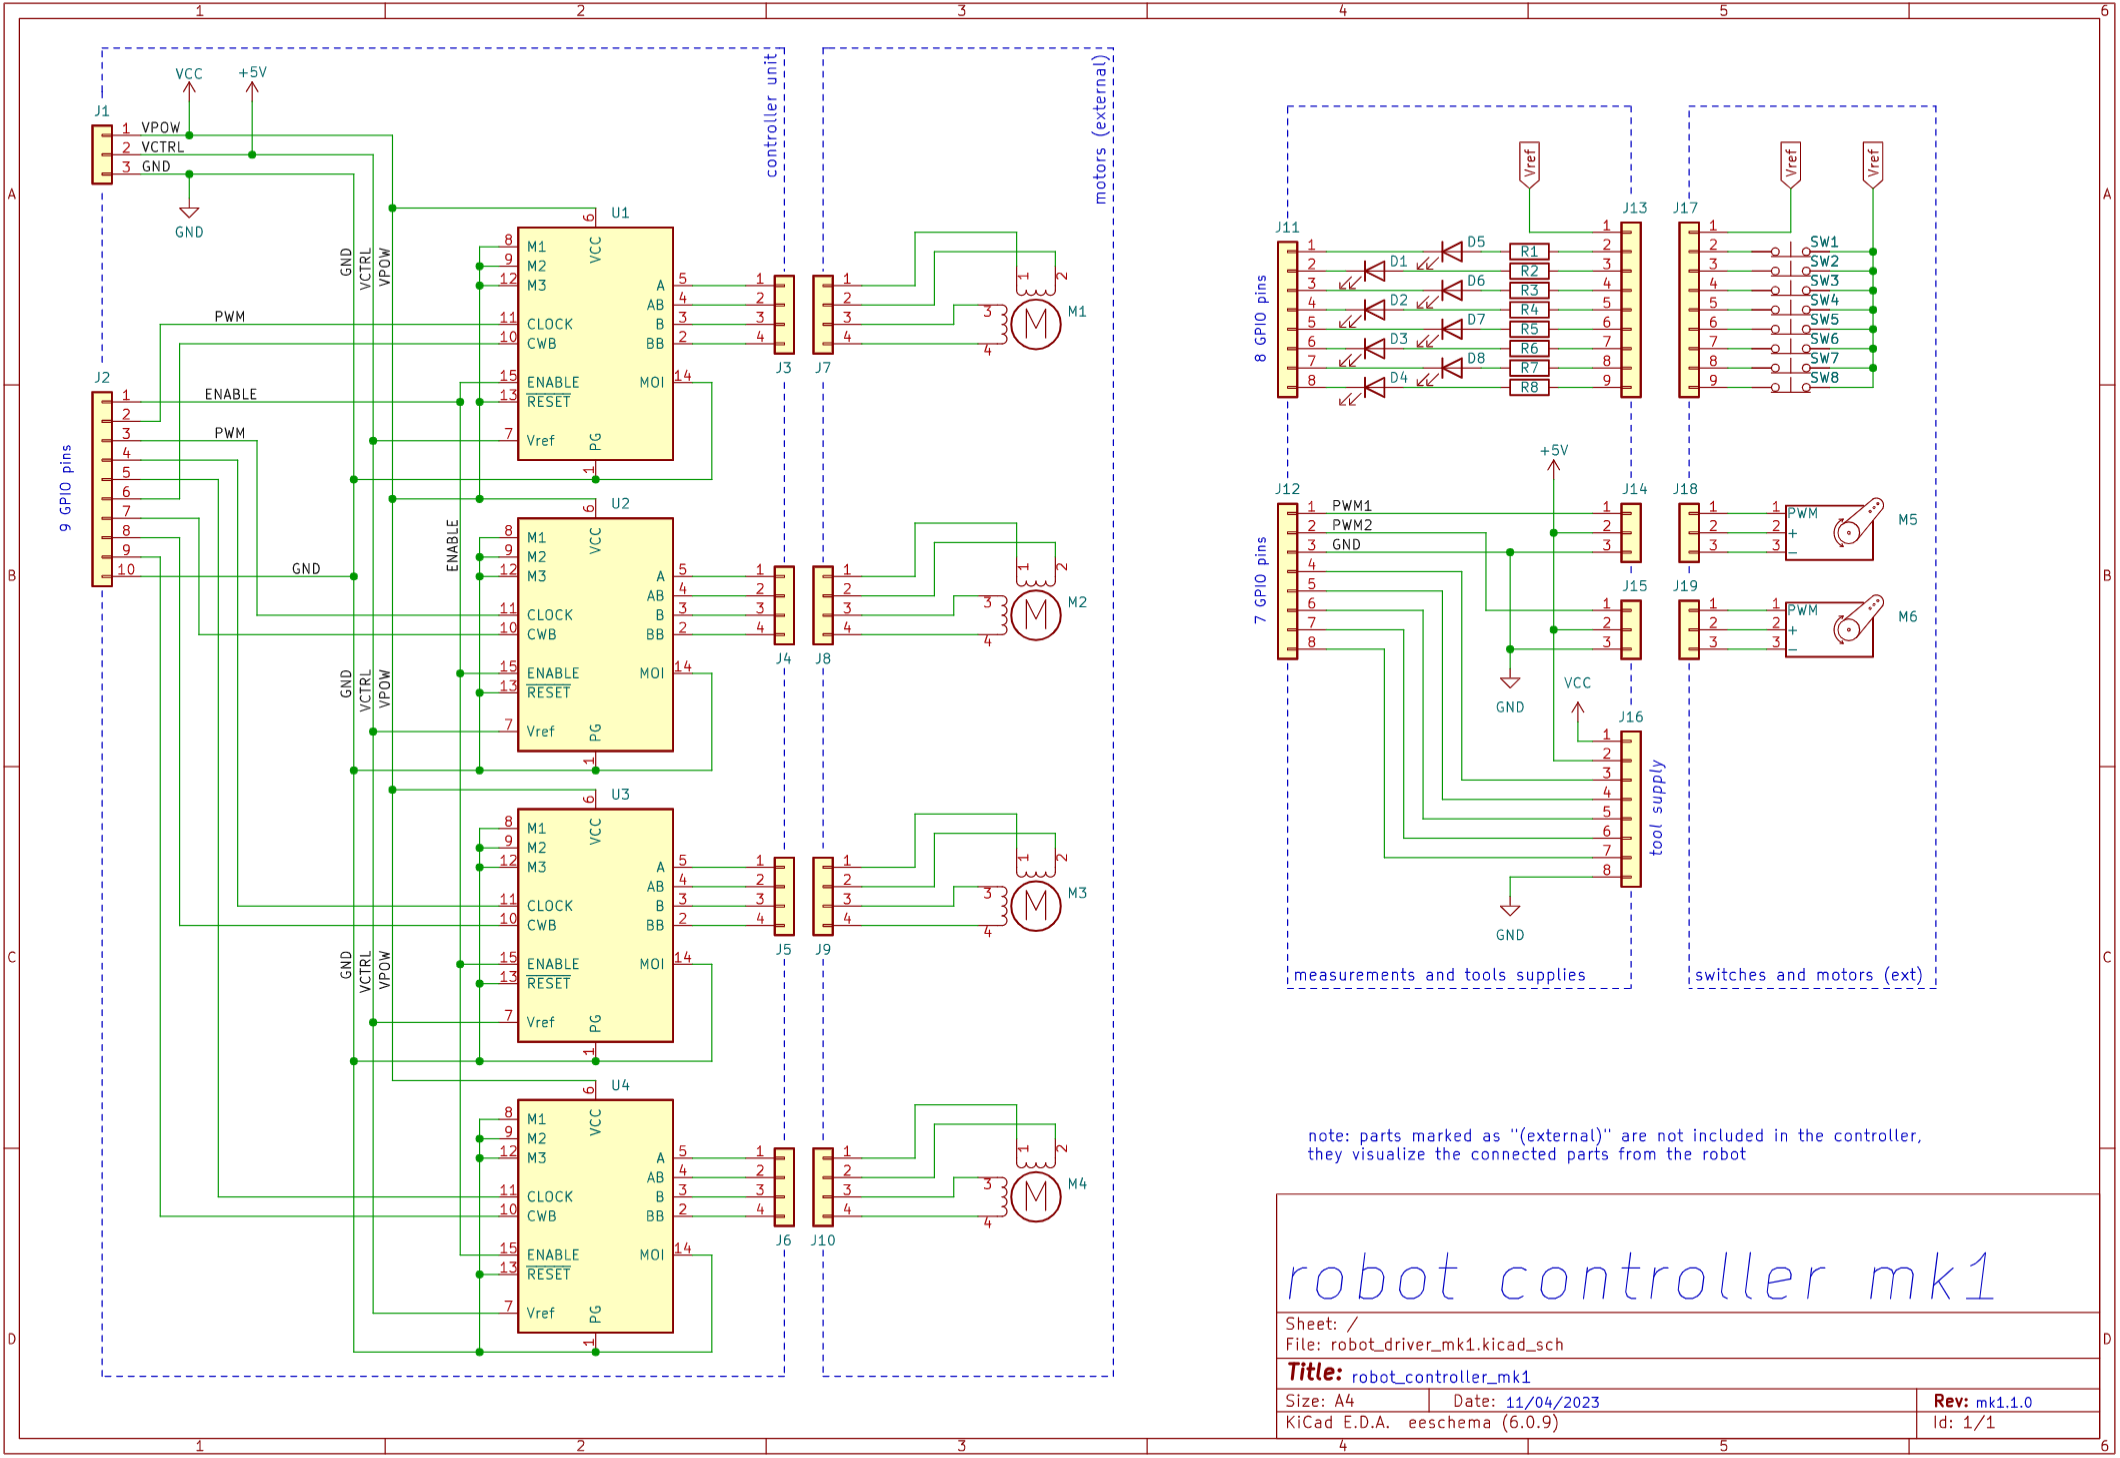 1 2 3 4 5 6
A
B
C
D
controller unit
motors (external)
VCC +5V
J1
1 VPOW
2 VCTRL
3 GND
GND
GND VCTRL VPOW
PWM
J2
9 GPIO pins
1 ENABLE
2
3 PWM
4
5
6
7
8
9
10 GND
ENABLE
GND VCTRL VPOW
GND VCTRL VPOW
U1
6 VCC
8 M1
9 M2
12 M3
11 CLOCK
10 CWB
15 ENABLE
13 RESET
7 Vref
1 PG
A 5
AB 4
B 3
BB 2
MOI 14
1
2
3
4
J3 J7
1
2
3
4
1 2
3
4
M
M1
U2
6 VCC
8 M1
9 M2
12 M3
11 CLOCK
10 CWB
15 ENABLE
13 RESET
7 Vref
1 PG
A 5
AB 4
B 3
BB 2
MOI 14
1
2
3
4
J4 J8
1
2
3
4
1 2
3
4
M
M2
U3
6 VCC
8 M1
9 M2
12 M3
11 CLOCK
10 CWB
15 ENABLE
13 RESET
7 Vref
1 PG
A 5
AB 4
B 3
BB 2
MOI 14
1
2
3
4
J5 J9
1
2
3
4
1 2
3
4
M
M3
U4
6 VCC
8 M1
9 M2
12 M3
11 CLOCK
10 CWB
15 ENABLE
13 RESET
7 Vref
1 PG
A 5
AB 4
B 3
BB 2
MOI 14
1
2
3
4
J6 J10
1
2
3
4
1 2
3
4
M
M4
Vref Vref Vref
J11 J13 J17
8 GPIO pins
1 D5 R1 2
2 D1 R2 3
3 D6 R3 4
4 D2 R4 5
5 D7 R5 6
6 D3 R6 7
7 D8 R7 8
8 D4 R8 9
1
1
2 SW1
3 SW2
4 SW3
5 SW4
6 SW5
7 SW6
8 SW7
9 SW8
+5V
J12 J14 J18
7 GPIO pins
1 PWM1
2 PWM2
3 GND
4
5
6
7
8
1
2
3
1 1 PWM
2 2 +
3 3 −
M5
J15 J19
1
2
3
1 1 PWM
2 2 +
3 3 −
M6
GND
VCC
J16
1
2
3
4
5
6
7
8
tool supply
GND
measurements and tools supplies
switches and motors (ext)
note: parts marked as "(external)" are not included in the controller,
they visualize the connected parts from the robot
robot controller mk1
Sheet: /
File: robot_driver_mk1.kicad_sch
Title: robot_controller_mk1
Size: A4 Date: 11/04/2023 Rev: mk1.1.0
KiCad E.D.A. eeschema (6.0.9) Id: 1/1
A
B
C
D
1 2 3 4 5 6